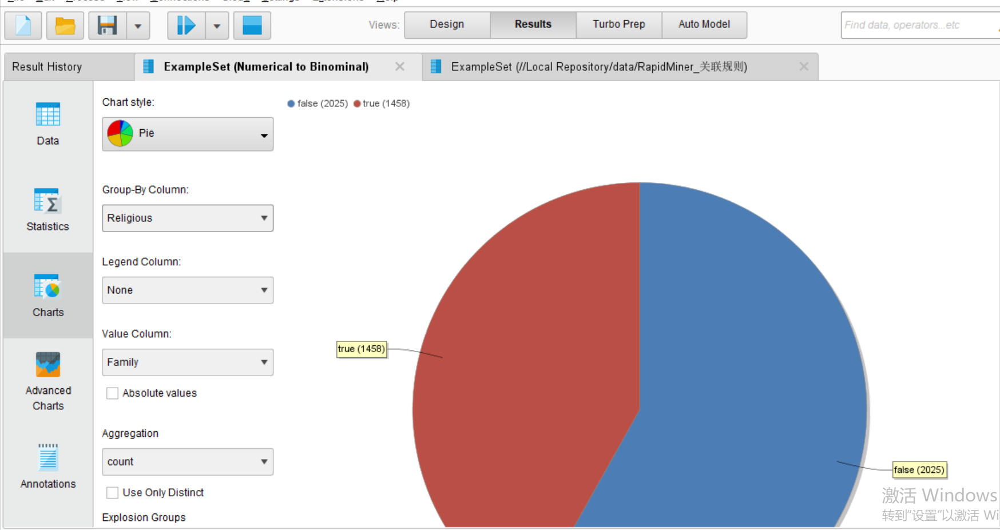 Views:
Design
Results
Turbo Prep
Auto Model
Find data, operators...etc
Result History
ExampleSet (Numerical to Binominal)
ExampleSet (//Local Repository/data/RapidMiner_关联规则)
Data
Statistics
Charts
Advanced
Charts
Annotations
Chart style:
Pie
Group-By Column:
Religious
Legend Column:
None
Value Column:
Family
Absolute values
Aggregation
count
Use Only Distinct
Explosion Groups
false (2025)
true (1458)
true (1458)
false (2025)
激活 Windows
转到“设置”以激活 Wi